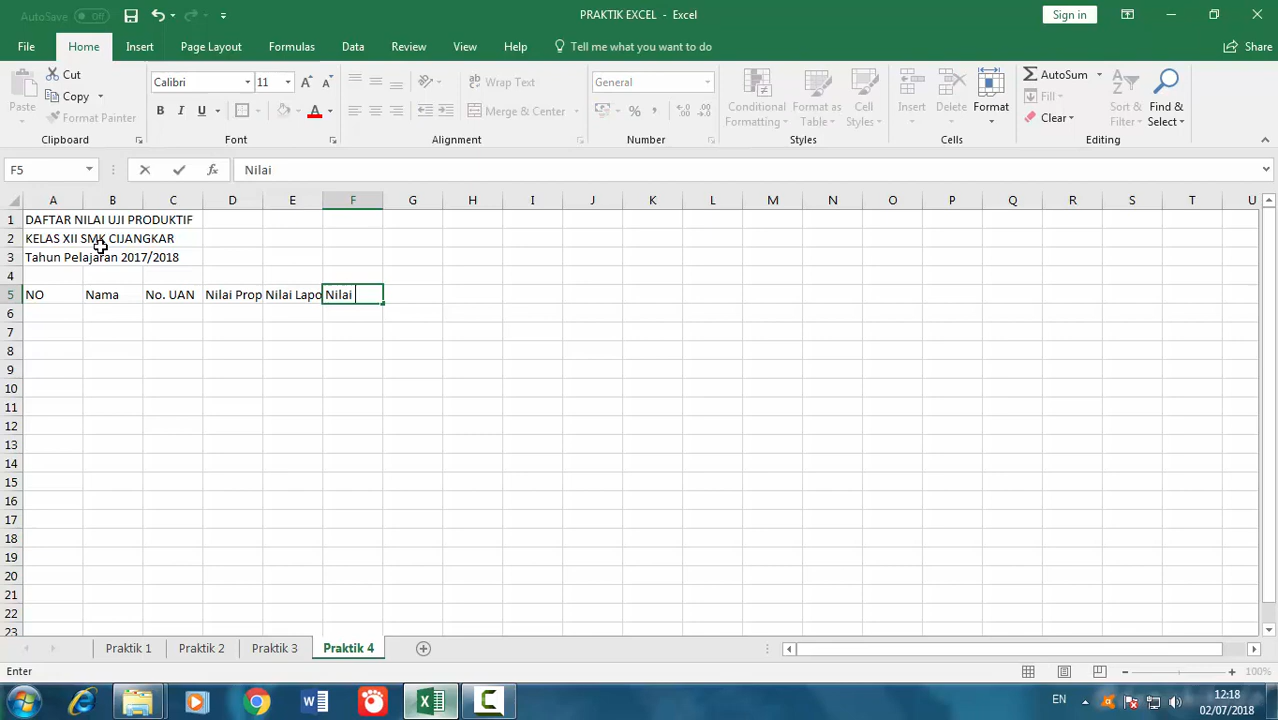 AutoSave Off
PRAKTIK EXCEL - Excel
Sign in
File Home Insert Page Layout Formulas Data Review View Help Tell me what you want to do Share
Paste
Cut
Copy
Format Painter
Clipboard
Calibri 11
B I U
Font
Wrap Text
Merge & Center
Alignment
General
Number
Conditional Formatting
Format as Table
Cell Styles
Styles
Insert
Delete
Format
Cells
AutoSum
Fill
Clear
Sort & Filter
Find & Select
Editing
F5 fx Nilai
A B C D E F G H I J K L M N O P Q R S T U
1 DAFTAR NILAI UJI PRODUKTIF
2 KELAS XII SMK CIJANGKAR
3 Tahun Pelajaran 2017/2018
4
5 NO Nama No. UAN Nilai Prop Nilai Lapo Nilai
6
7
8
9
10
11
12
13
14
15
16
17
18
19
20
21
22
23
Praktik 1 Praktik 2 Praktik 3 Praktik 4
Enter
100%
EN
12:18
02/07/2018